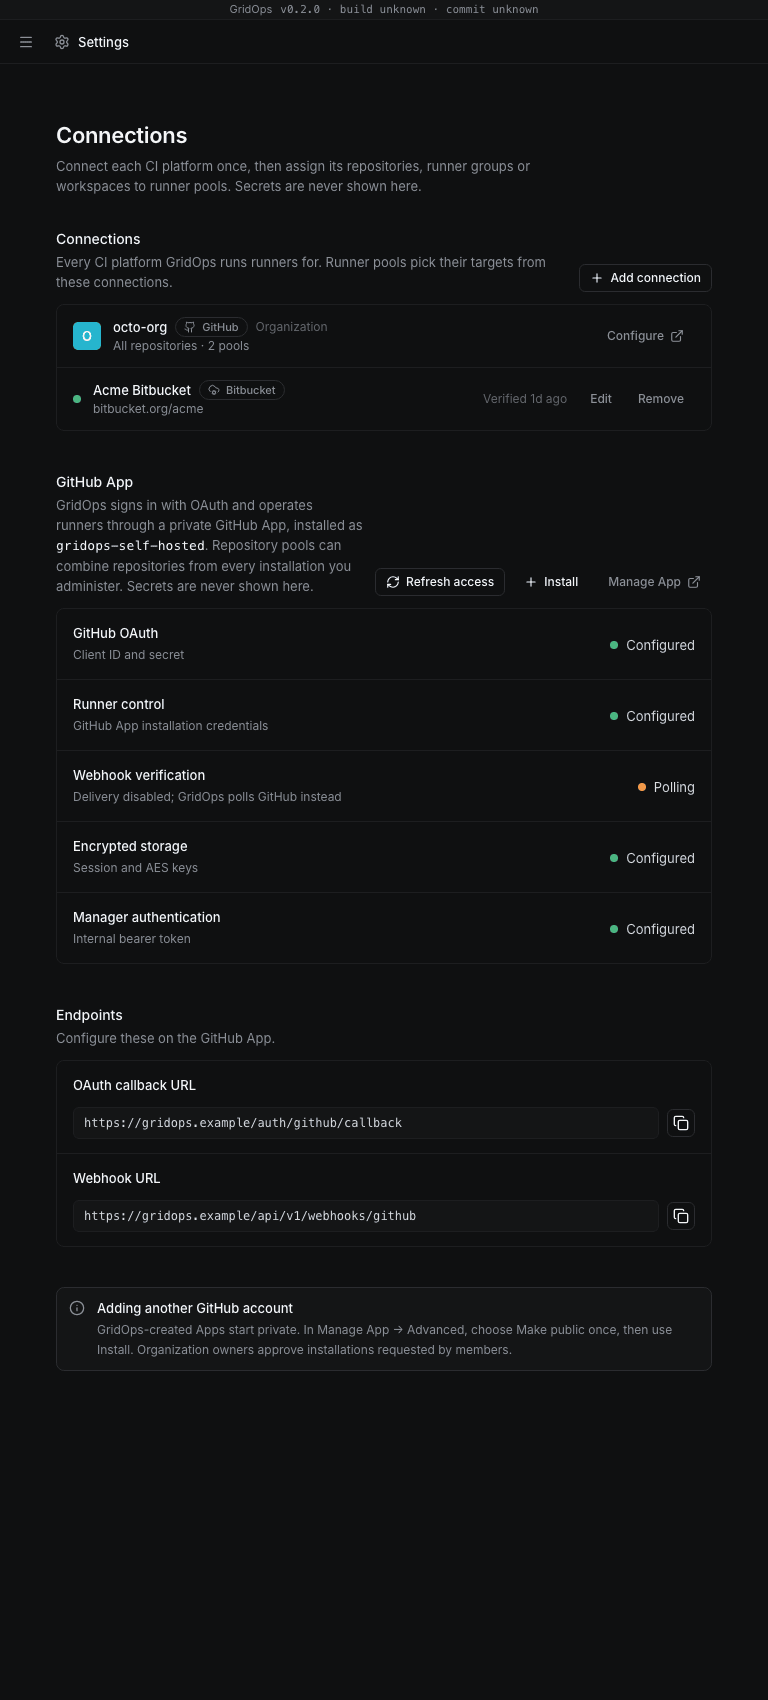 GridOps v0.2.0 · build unknown · commit unknown
Settings
Connections
Connect each CI platform once, then assign its repositories, runner groups or
workspaces to runner pools. Secrets are never shown here.
Connections
Every CI platform GridOps runs runners for. Runner pools pick their targets from
these connections.
Add connection
O
octo-org GitHub Organization
All repositories · 2 pools
Configure
Acme Bitbucket Bitbucket
bitbucket.org/acme
Verified 1d ago Edit Remove
GitHub App
GridOps signs in with OAuth and operates
runners through a private GitHub App, installed as
gridops-self-hosted. Repository pools can
combine repositories from every installation you
administer. Secrets are never shown here.
Refresh access Install Manage App
GitHub OAuth
Client ID and secret
Configured
Runner control
GitHub App installation credentials
Configured
Webhook verification
Delivery disabled; GridOps polls GitHub instead
Polling
Encrypted storage
Session and AES keys
Configured
Manager authentication
Internal bearer token
Configured
Endpoints
Configure these on the GitHub App.
OAuth callback URL
https://gridops.example/auth/github/callback
Webhook URL
https://gridops.example/api/v1/webhooks/github
Adding another GitHub account
GridOps-created Apps start private. In Manage App → Advanced, choose Make public once, then use
Install. Organization owners approve installations requested by members.